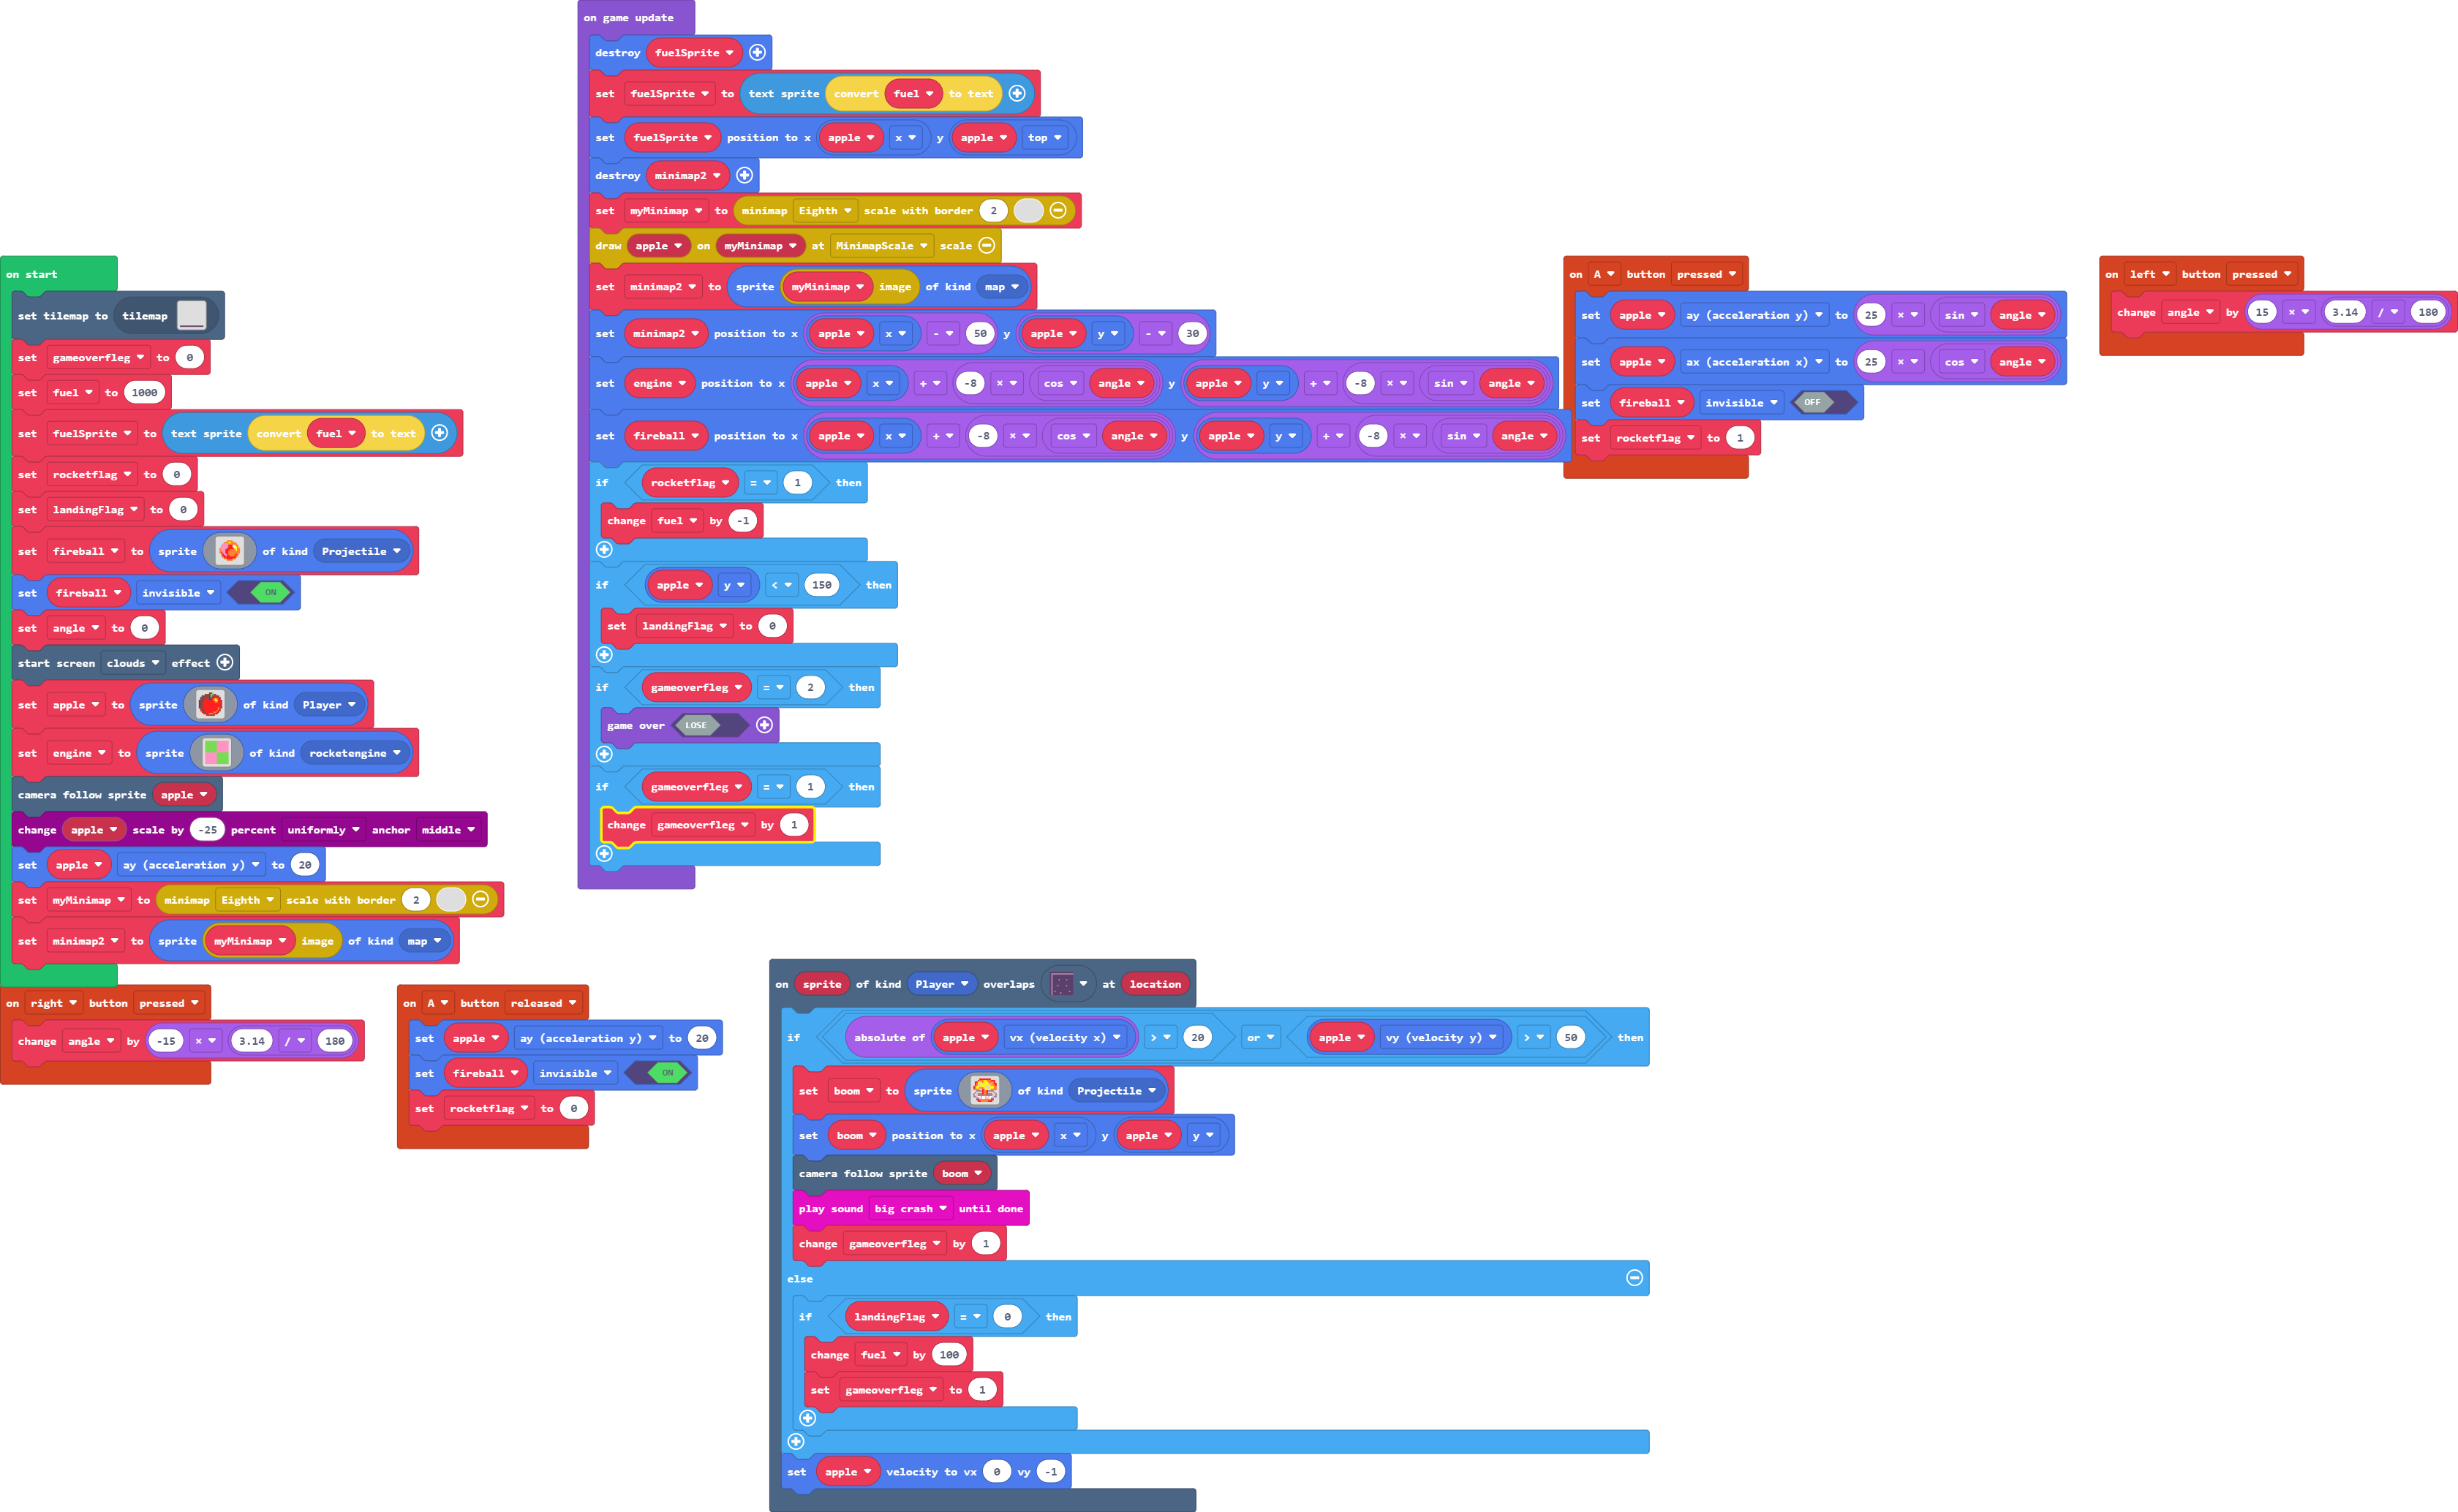 on start
set tilemap to tilemap
set gameoverfleg to 0
set fuel to 1000
set fuelSprite to text sprite convert fuel to text
set rocketflag to 0
set landingFlag to 0
set fireball to sprite of kind Projectile
set fireball invisible ON
set angle to 0
start screen clouds effect
set apple to sprite of kind Player
set engine to sprite of kind rocketengine
camera follow sprite apple
change apple scale by -25 percent uniformly anchor middle
set apple ay (acceleration y) to 20
set myMinimap to minimap Eighth scale with border 2
set minimap2 to sprite myMinimap image of kind map
on game update
destroy fuelSprite
set fuelSprite to text sprite convert fuel to text
set fuelSprite position to x apple x y apple top
destroy minimap2
set myMinimap to minimap Eighth scale with border 2
draw apple on myMinimap at MinimapScale scale
set minimap2 to sprite myMinimap image of kind map
set minimap2 position to x apple x - 50 y apple y - 30
set engine position to x apple x + -8 × cos angle y apple y + -8 × sin angle
set fireball position to x apple x + -8 × cos angle y apple y + -8 × sin angle
if rocketflag = 1 then
change fuel by -1
if apple y < 150 then
set landingFlag to 0
if gameoverfleg = 2 then
game over LOSE
if gameoverfleg = 1 then
change gameoverfleg by 1
on A button pressed
set apple ay (acceleration y) to 25 × sin angle
set apple ax (acceleration x) to 25 × cos angle
set fireball invisible OFF
set rocketflag to 1
on left button pressed
change angle by 15 × 3.14 / 180
on right button pressed
change angle by -15 × 3.14 / 180
on A button released
set apple ay (acceleration y) to 20
set fireball invisible ON
set rocketflag to 0
on sprite of kind Player overlaps at location
if absolute of apple vx (velocity x) > 20 or apple vy (velocity y) > 50 then
set boom to sprite of kind Projectile
set boom position to x apple x y apple y
camera follow sprite boom
play sound big crash until done
change gameoverfleg by 1
else
if landingFlag = 0 then
change fuel by 100
set gameoverfleg to 1
set apple velocity to vx 0 vy -1